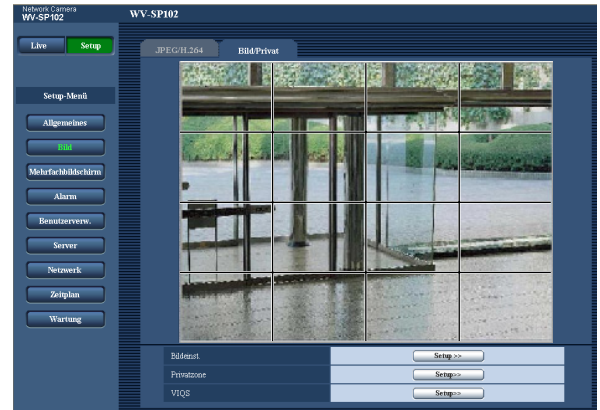 Network Camera
WV-SP102
WV-SP102
Live
Setup
JPEG/H.264
Bild/Privat
Setup-Menü
Allgemeines
Bild
Mehrfachbildschirm
Alarm
Benutzerverw.
Server
Netzwerk
Zeitplan
Wartung
Bildeinst.
Setup >>
Privatzone
Setup>>
VIQS
Setup>>